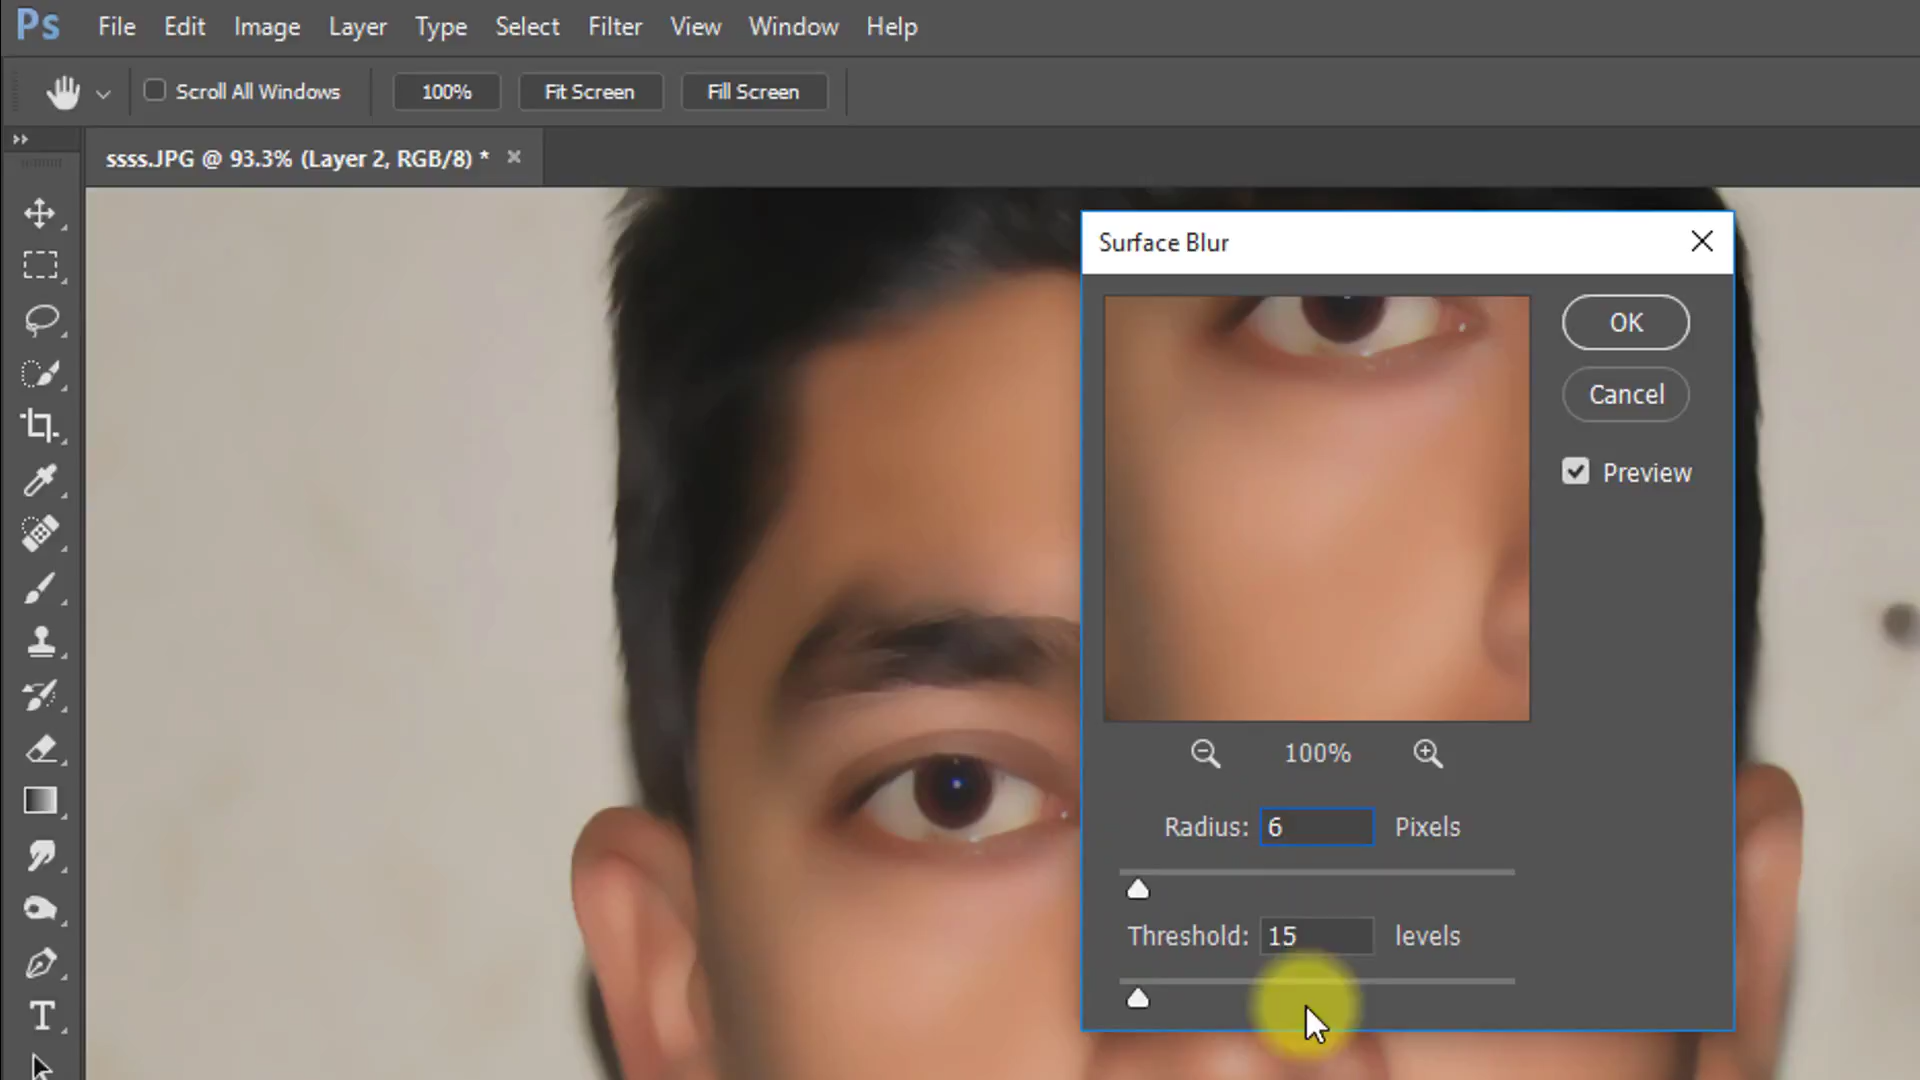 Ps File Edit Image Layer Type Select Filter View Window Help
Scroll All Windows 100% Fit Screen Fill Screen
ssss.JPG @ 93.3% (Layer 2, RGB/8) *
Surface Blur
OK
Cancel
Preview
100%
Radius: 6 Pixels
Threshold: 15 levels